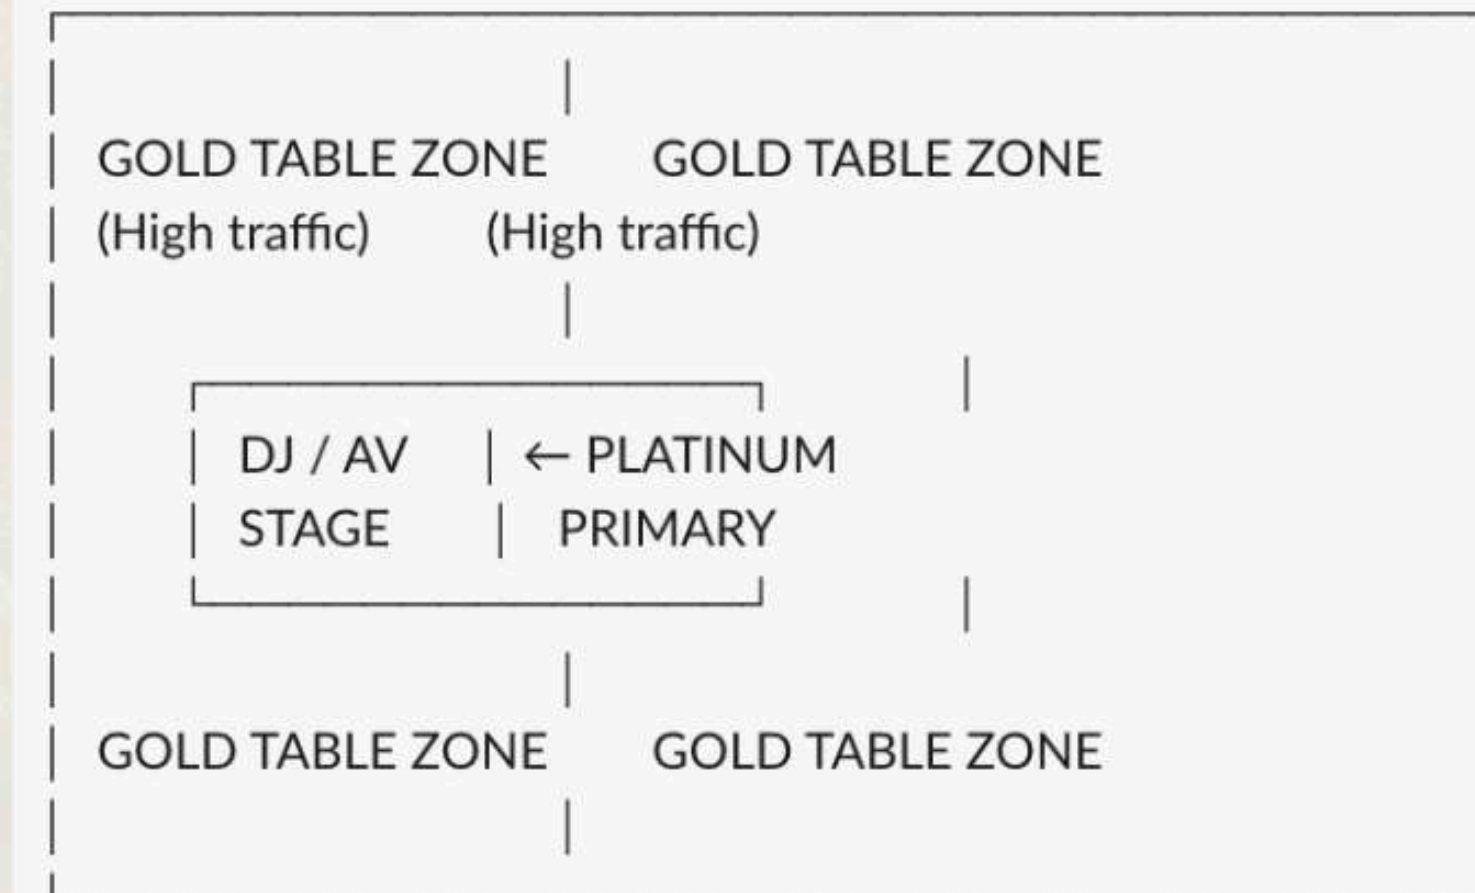 GOLD TABLE ZONE GOLD TABLE ZONE
(High traffic) (High traffic)
DJ / AV ← PLATINUM
STAGE PRIMARY
GOLD TABLE ZONE GOLD TABLE ZONE